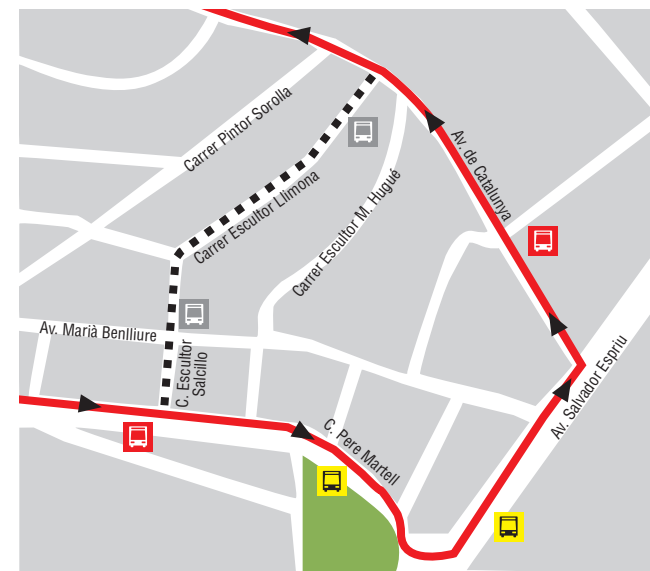 Carrer Pintor Sorolla
Av. de Catalunya
Carrer Escultor Llimona
Carrer Escultor M. Hugué
Av. Marià Benlliure
C. Escultor
Salcillo
Av. Salvador Espriu
C. Pere Martell